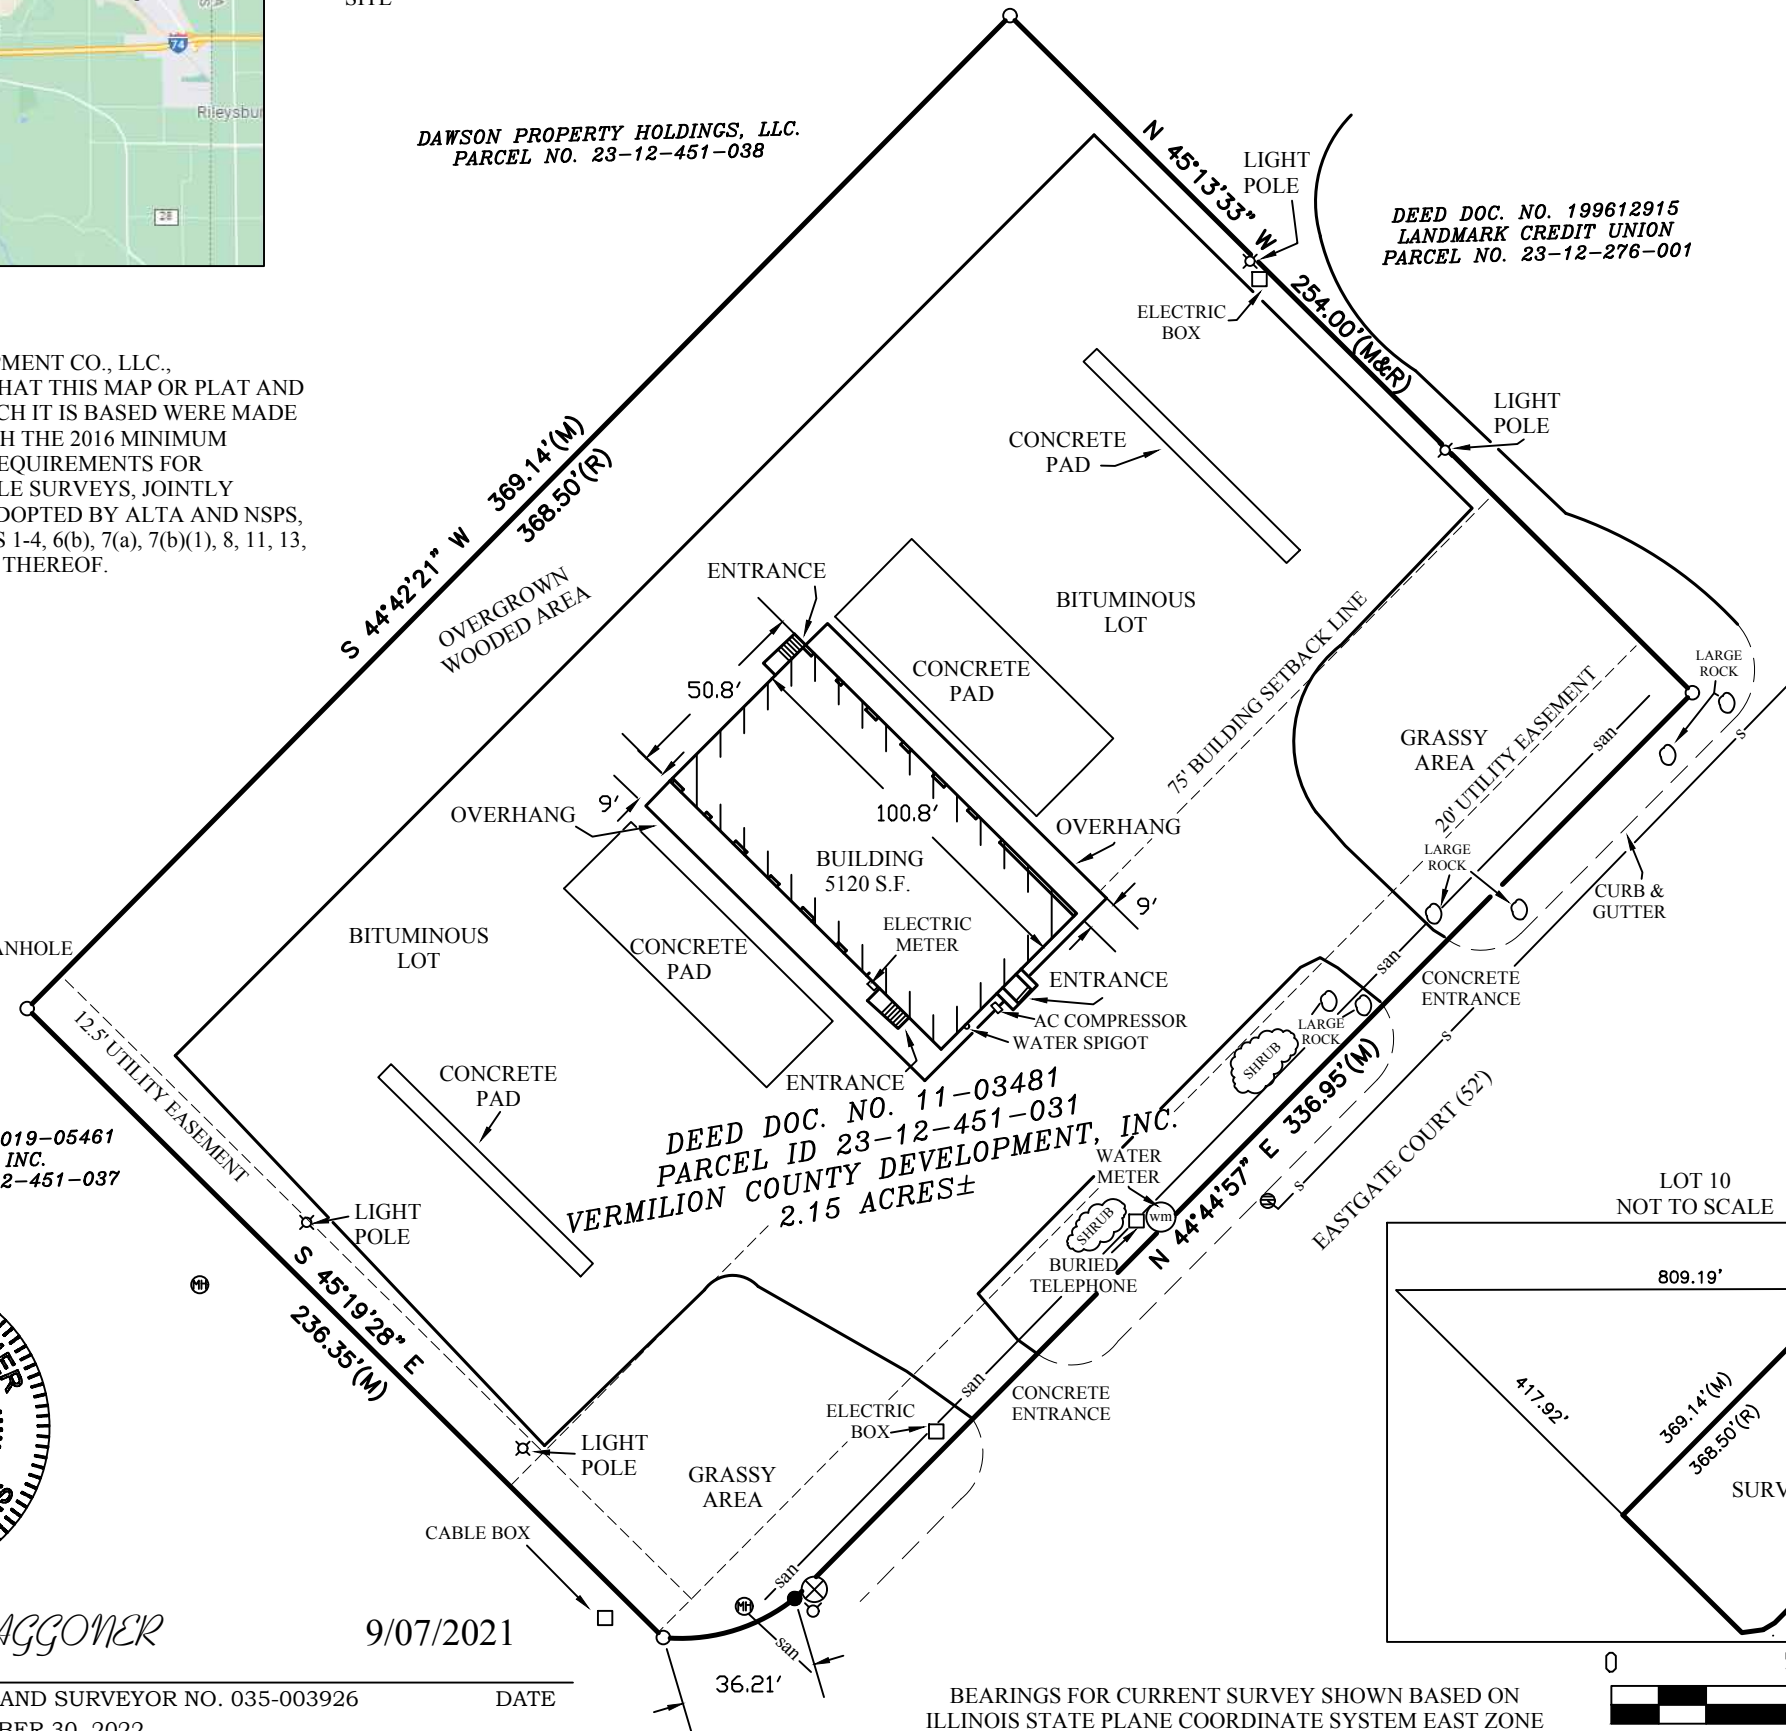 SITE
74
Rileysbur
28
DAWSON PROPERTY HOLDINGS, LLC.
PARCEL NO. 23-12-451-038
N 45°13'33" W
254.00'(M&R)
LIGHT
POLE
DEED DOC. NO. 199612915
LANDMARK CREDIT UNION
PARCEL NO. 23-12-276-001
ELECTRIC
BOX
PMENT CO., LLC.,
HAT THIS MAP OR PLAT AND
CH IT IS BASED WERE MADE
H THE 2016 MINIMUM
EQUIREMENTS FOR
LE SURVEYS, JOINTLY
DOPTED BY ALTA AND NSPS,
S 1-4, 6(b), 7(a), 7(b)(1), 8, 11, 13,
THEREOF.
LIGHT
POLE
CONCRETE
PAD
S 44°42'21" W 369.14'(M)
368.50'(R)
OVERGROWN
WOODED AREA
ENTRANCE
BITUMINOUS
LOT
CONCRETE
PAD
75' BUILDING SETBACK LINE
LARGE
ROCK
50.8'
GRASSY
AREA
20' UTILITY EASEMENT
san
s
9'
OVERHANG
100.8'
OVERHANG
BUILDING
5120 S.F.
LARGE
ROCK
CURB &
GUTTER
9'
ELECTRIC
METER
BITUMINOUS
LOT
CONCRETE
PAD
ANHOLE
ENTRANCE
AC COMPRESSOR
WATER SPIGOT
san
CONCRETE
ENTRANCE
LARGE
ROCK
SHRUB
s
12.5' UTILITY EASEMENT
CONCRETE
PAD
ENTRANCE
DEED DOC. NO. 11-03481
PARCEL ID 23-12-451-031
VERMILION COUNTY DEVELOPMENT, INC.
2.15 ACRES±
N 44°44'57" E 336.95'(M)
EASTGATE COURT (52')
019-05461
INC.
2-451-037
WATER
METER
wm
SHRUB
s
BURIED
TELEPHONE
LOT 10
NOT TO SCALE
809.19'
417.92'
369.14'(M)
368.50'(R)
SURV
LIGHT
POLE
MH
S 45°19'28" E
236.35'(M)
LIGHT
POLE
san
CONCRETE
ENTRANCE
ELECTRIC
BOX
GRASSY
AREA
CABLE BOX
san
MH
san
36.21'
AGGONER
9/07/2021
AND SURVEYOR NO. 035-003926 DATE
BER 30, 2022
BEARINGS FOR CURRENT SURVEY SHOWN BASED ON
ILLINOIS STATE PLANE COORDINATE SYSTEM EAST ZONE
0